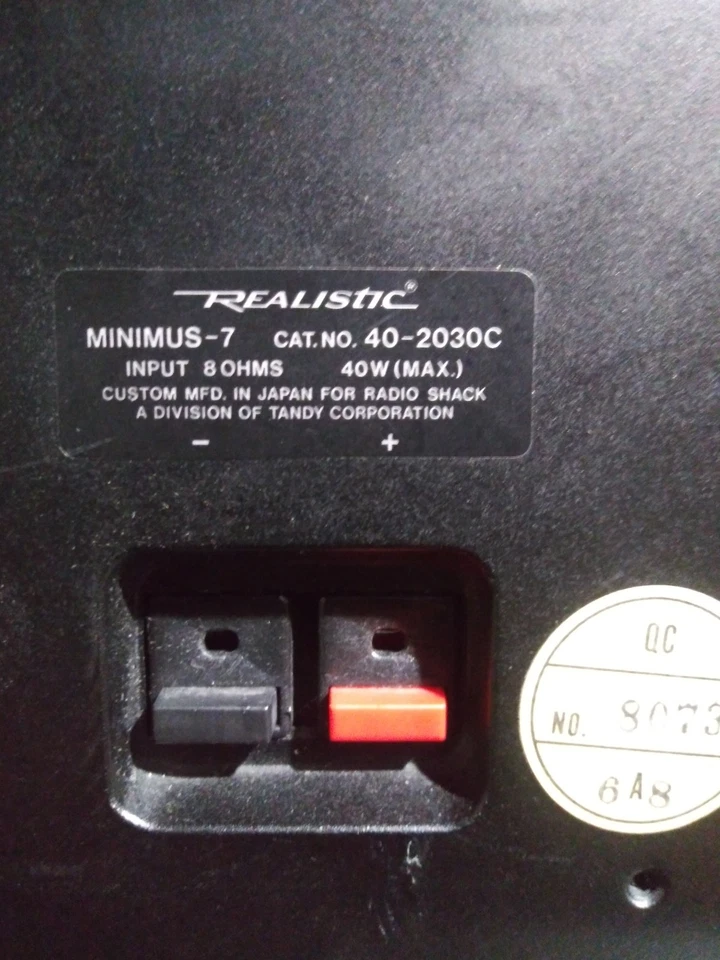 REALISTIC®
MINIMUS-7 CAT. NO. 40-2030C
INPUT 8 OHMS 40W (MAX.)
CUSTOM MFD. IN JAPAN FOR RADIO SHACK
A DIVISION OF TANDY CORPORATION
- +
QC
NO. 8073
6A8